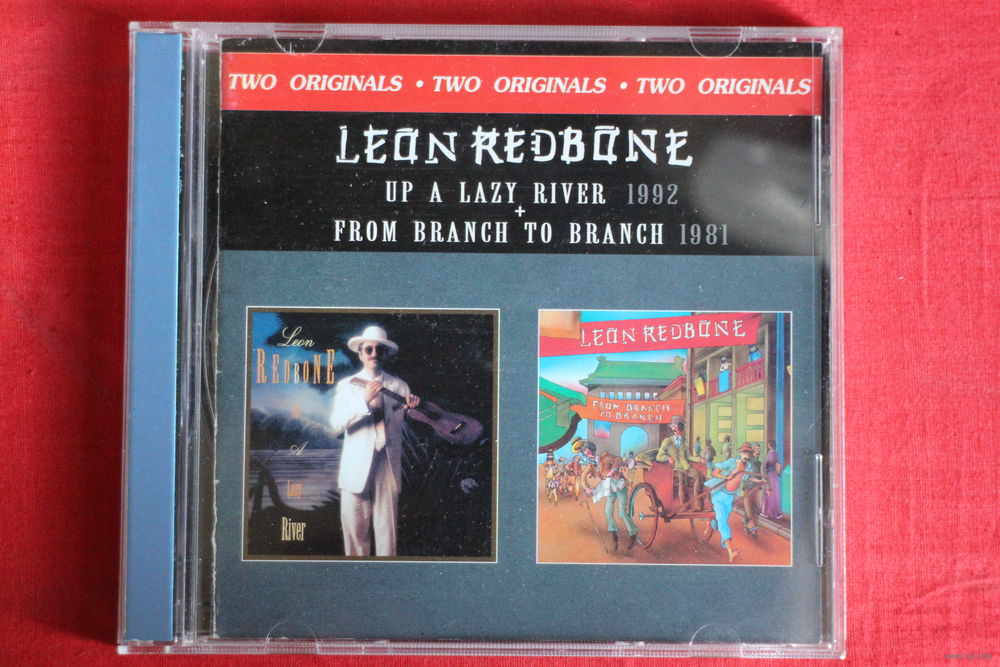 TWO ORIGINALS • TWO ORIGINALS • TWO ORIGINALS
LEON REDBONE
UP A LAZY RIVER 1992
+
FROM BRANCH TO BRANCH 1981
Leon
REDBONE
A
Lazy
River
LEON REDBONE
FROM BRANCH
TO BRANCH